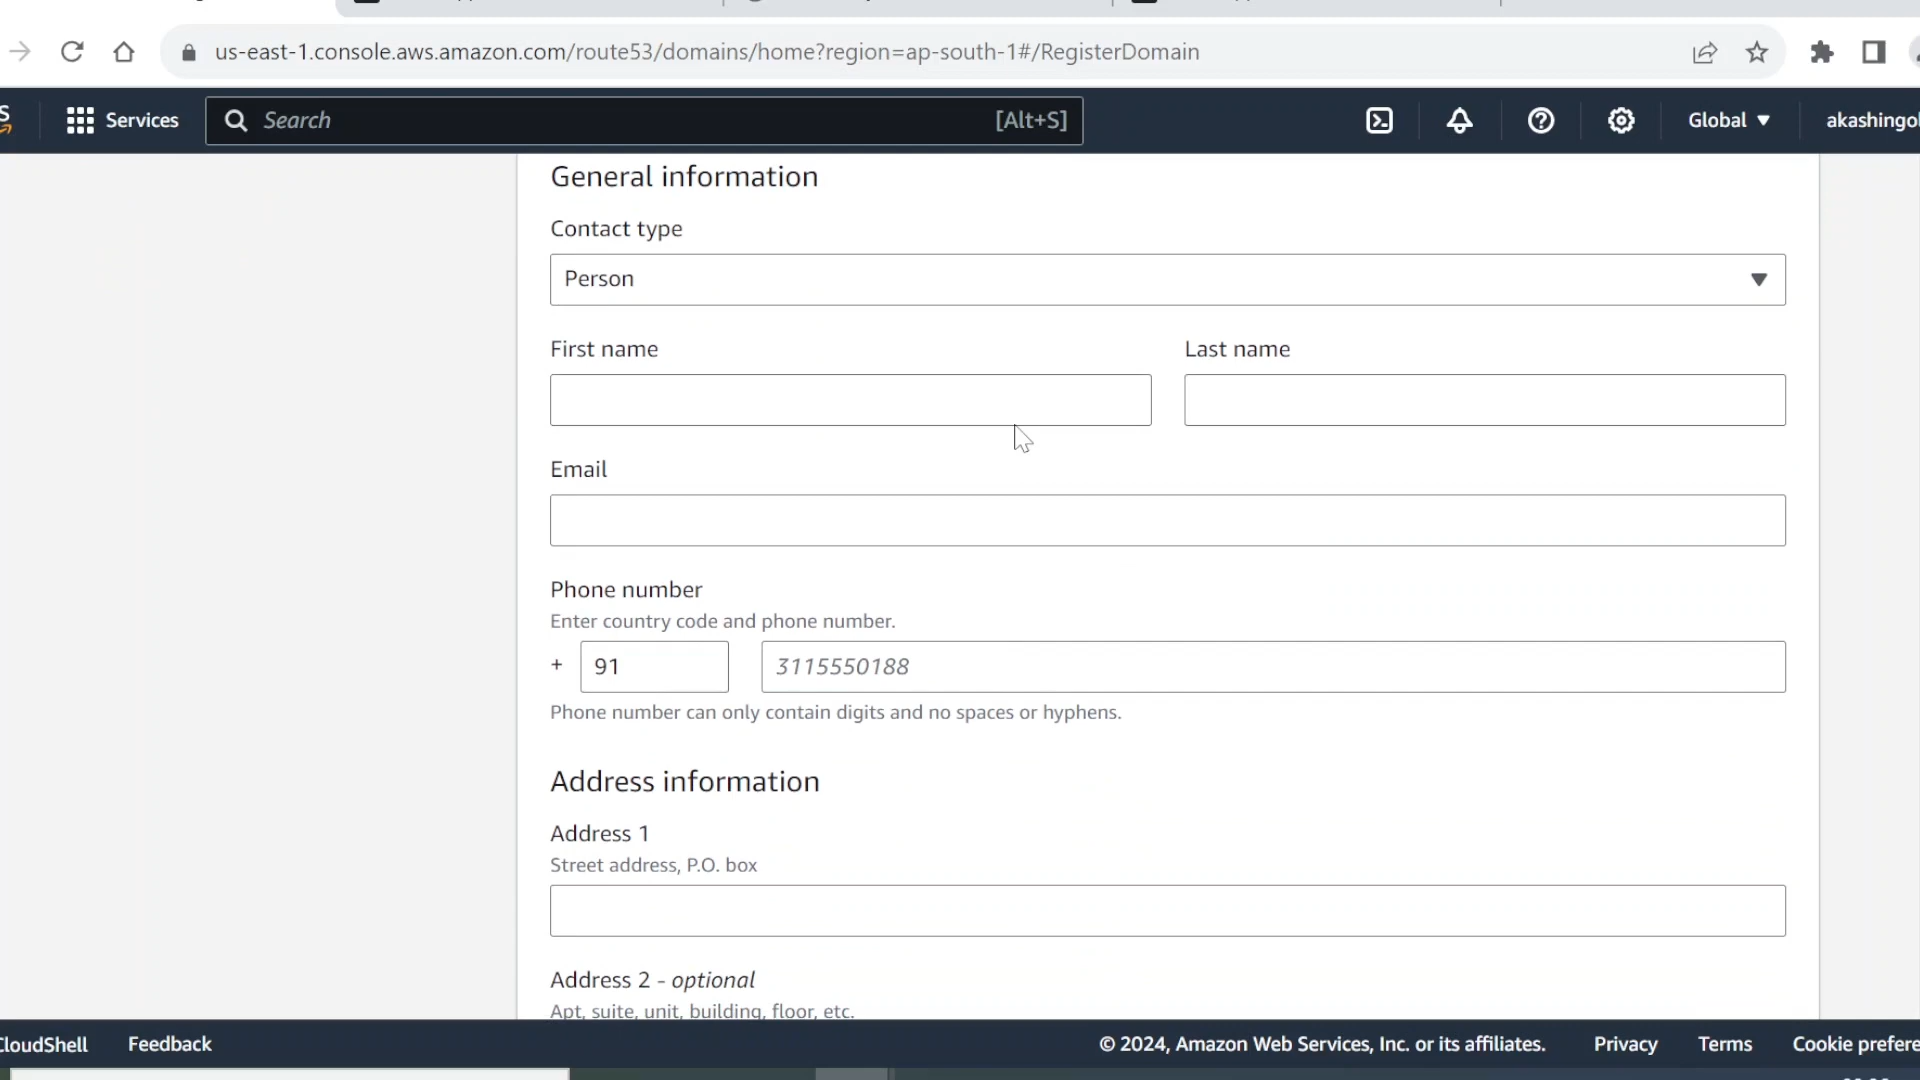 us-east-1.console.aws.amazon.com/route53/domains/home?region=ap-south-1#/RegisterDomain
Services
Search [Alt+S]
Global
akashingol
General information
Contact type
Person
First name Last name
Email
Phone number
Enter country code and phone number.
+ 91 3115550188
Phone number can only contain digits and no spaces or hyphens.
Address information
Address 1
Street address, P.O. box
Address 2 - optional
Apt, suite, unit, building, floor, etc.
CloudShell Feedback © 2024, Amazon Web Services, Inc. or its affiliates. Privacy Terms Cookie prefere